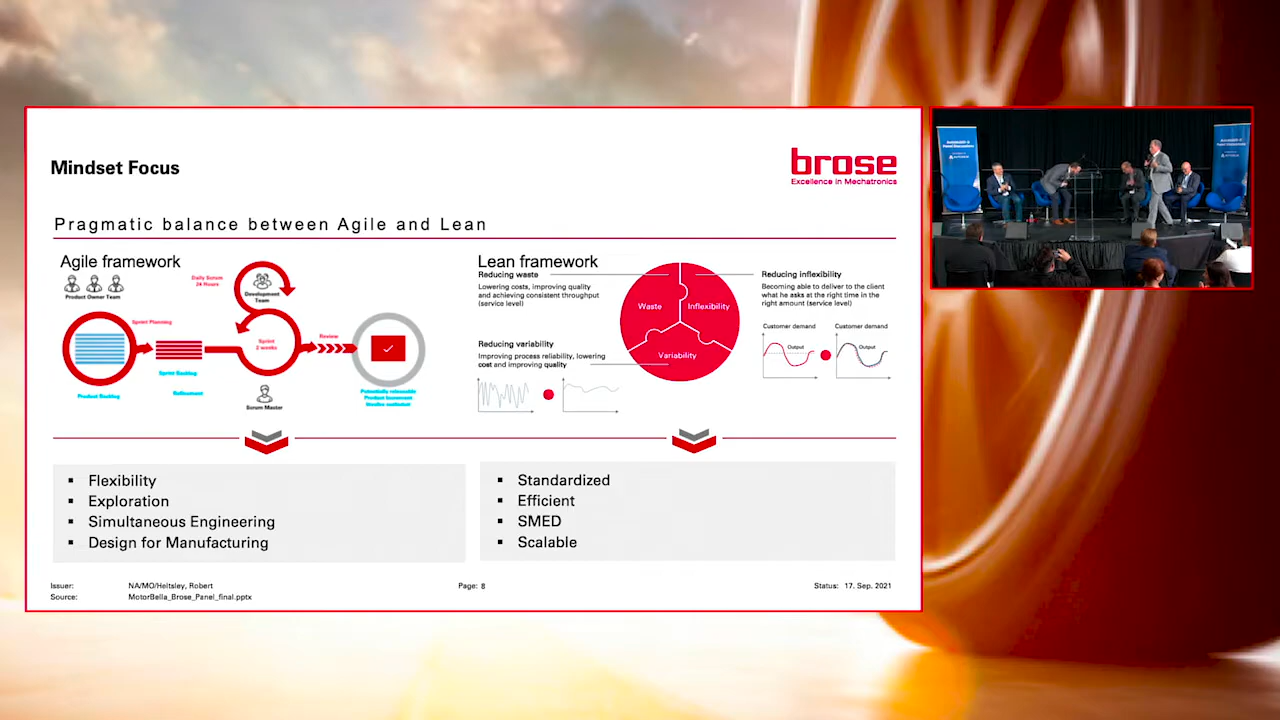 Mindset Focus
brose
Excellence in Mechatronics
Pragmatic balance between Agile and Lean
Agile framework
Product Owner Team
Daily Scrum
24 Hours
Development
Team
Sprint Planning
Sprint
2 weeks
Review
Sprint Backlog
Refinement
Product Backlog
Scrum Master
Potentially releasable
Product Increment
Lean framework
Reducing waste
Lowering costs, improving quality
and achieving consistent throughput
(service level)
Reducing variability
Improving process reliability, lowering
cost and improving quality
Waste
Inflexibility
Variability
Reducing inflexibility
Becoming able to deliver to the client
what he asks at the right time in the
right amount (service level)
Customer demand
Output
Customer demand
Output
▪ Flexibility
▪ Exploration
▪ Simultaneous Engineering
▪ Design for Manufacturing
▪ Standardized
▪ Efficient
▪ SMED
▪ Scalable
Issuer: NA/MO/Heltsley, Robert
Source: MotorBella_Brose_Panel_final.pptx
Page: 8
Status: 17. Sep. 2021